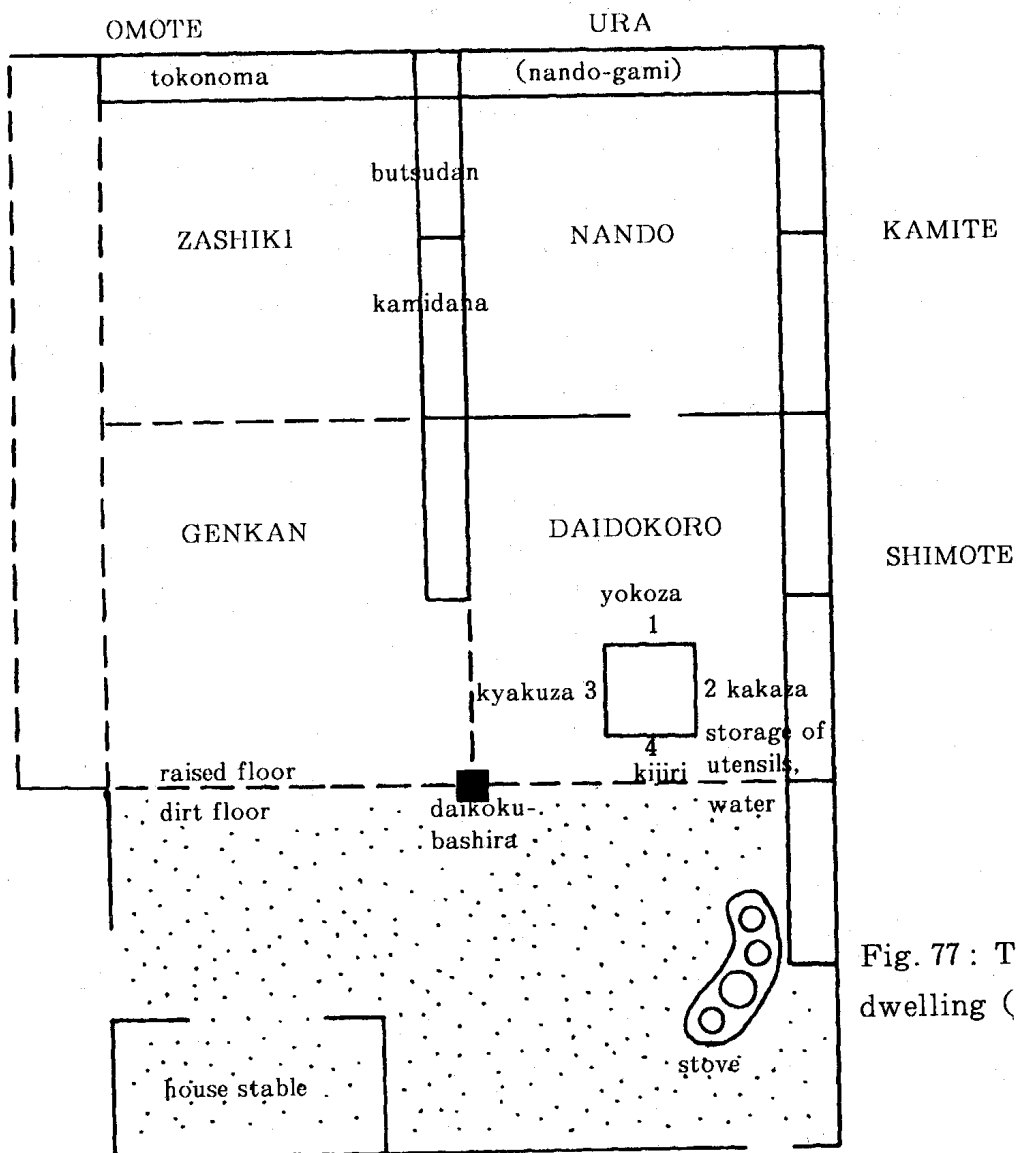 OMOTE
URA
tokonoma
(nando-gami)
butsudan
ZASHIKI
NANDO
KAMITE
kamidana
GENKAN
DAIDOKORO
SHIMOTE
yokoza
1
kyakuza 3
2 kakaza
4
kijiri
storage of
utensils,
water
raised floor
dirt floor
daikoku-
bashira
stove
house stable
Fig. 77 : T
dwelling (